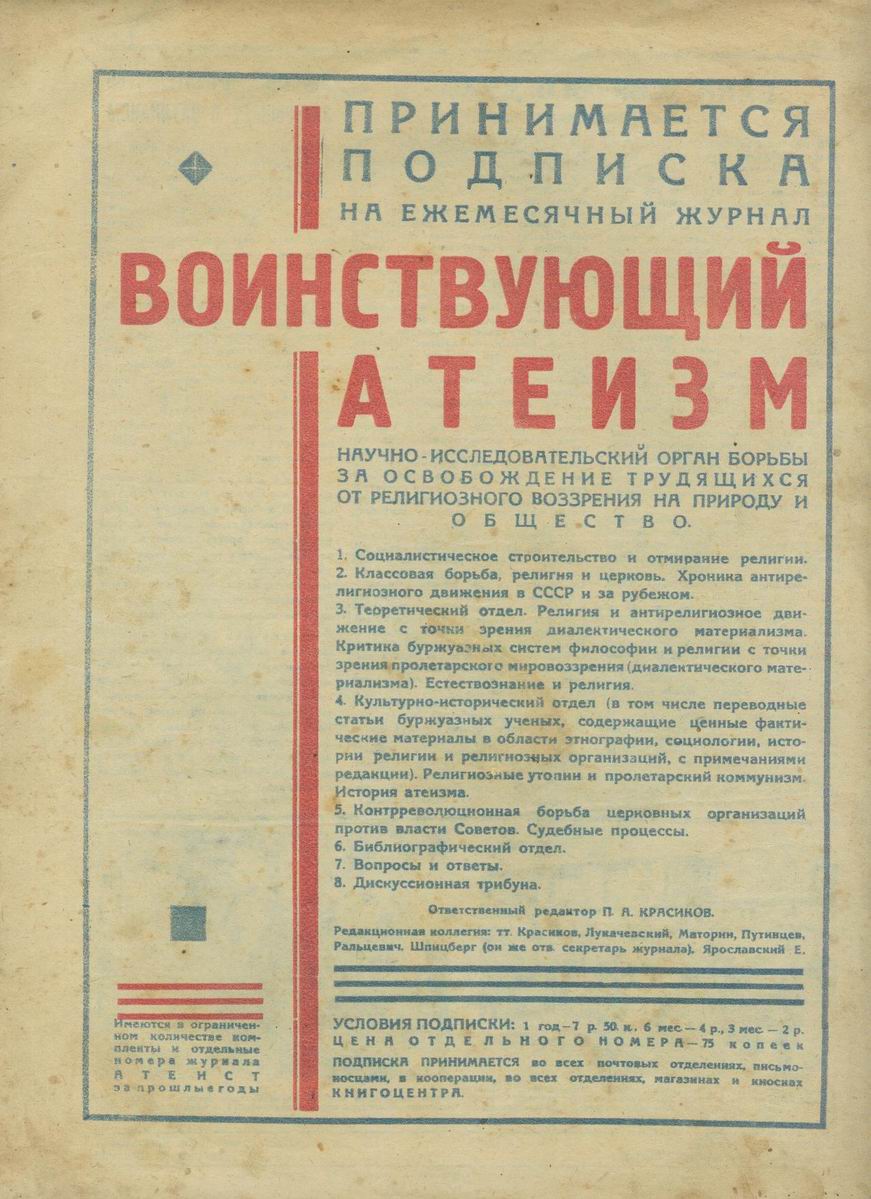 ПРИНИМАЕТСЯ
ПОДПИСКА
НА ЕЖЕМЕСЯЧНЫЙ ЖУРНАЛ
ВОИНСТВУЮЩИЙ
АТЕИЗМ
НАУЧНО-ИССЛЕДОВАТЕЛЬСКИЙ ОРГАН БОРЬБЫ
ЗА ОСВОБОЖДЕНИЕ ТРУДЯЩИХСЯ
ОТ РЕЛИГИОЗНОГО ВОЗЗРЕНИЯ НА ПРИРОДУ И
ОБЩЕСТВО.
1. Социалистическое строительство и отмирание религии.
2. Классовая борьба, религия и церковь. Хроника антире-
лигиозного движения в СССР и за рубежом.
3. Теоретический отдел. Религия и антирелигиозное дви-
жение с точки зрения диалектического материализма.
Критика буржуазных систем философии и религии с точки
зрения пролетарского мировоззрения (диалектического мате-
риализма). Естествознание и религия.
4. Культурно-исторический отдел (в том числе переводные
статьи буржуазных ученых, содержащие ценные факти-
ческие материалы в области этнографии, социологии, исто-
рии религии и религиозных организаций, с примечаниями
редакции). Религиозные утопии и пролетарский коммунизм.
История атеизма.
5. Контрреволюционная борьба церковных организаций
против власти Советов. Судебные процессы.
6. Библиографический отдел.
7. Вопросы и ответы.
8. Дискуссионная трибуна.
Ответственный редактор П. А. КРАСИКОВ.
Редакционная коллегия: тт. Красиков, Лукачевский, Маторин, Путинцев,
Ральцевич, Шпицберг (он же отв. секретарь журнала), Ярославский Е.
УСЛОВИЯ ПОДПИСКИ: 1 год—7 р. 50. к., 6 мес.—4 р., 3 мес.—2 р.
ЦЕНА ОТДЕЛЬНОГО НОМЕРА—75 копеек
ПОДПИСКА ПРИНИМАЕТСЯ во всех почтовых отделениях, письмо-
носцами, в кооперации, во всех отделениях, магазинах и киосках
КНИГОЦЕНТРА.
Имеются в ограничен-
ном количестве ком-
плекты и отдельные
номера журнала
АТЕИСТ
за прошлые годы